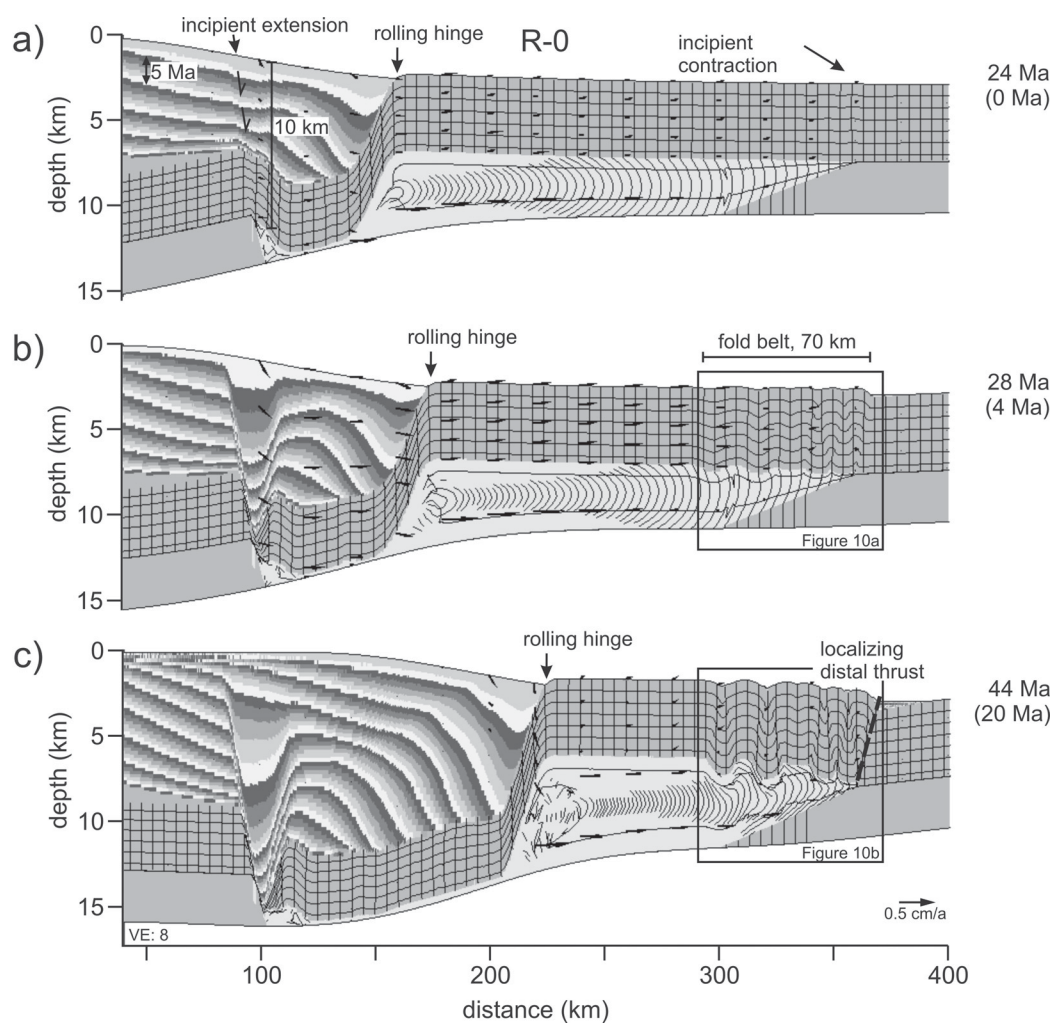 a)
incipient extension
rolling hinge
R-0
incipient
contraction
24 Ma
(0 Ma)
5 Ma
10 km
depth (km)
0
5
10
15
b)
rolling hinge
fold belt, 70 km
28 Ma
(4 Ma)
depth (km)
0
5
10
15
Figure 10a
c)
rolling hinge
localizing
distal thrust
44 Ma
(20 Ma)
depth (km)
0
5
10
15
Figure 10b
0.5 cm/a
VE: 8
100
200
300
400
distance (km)